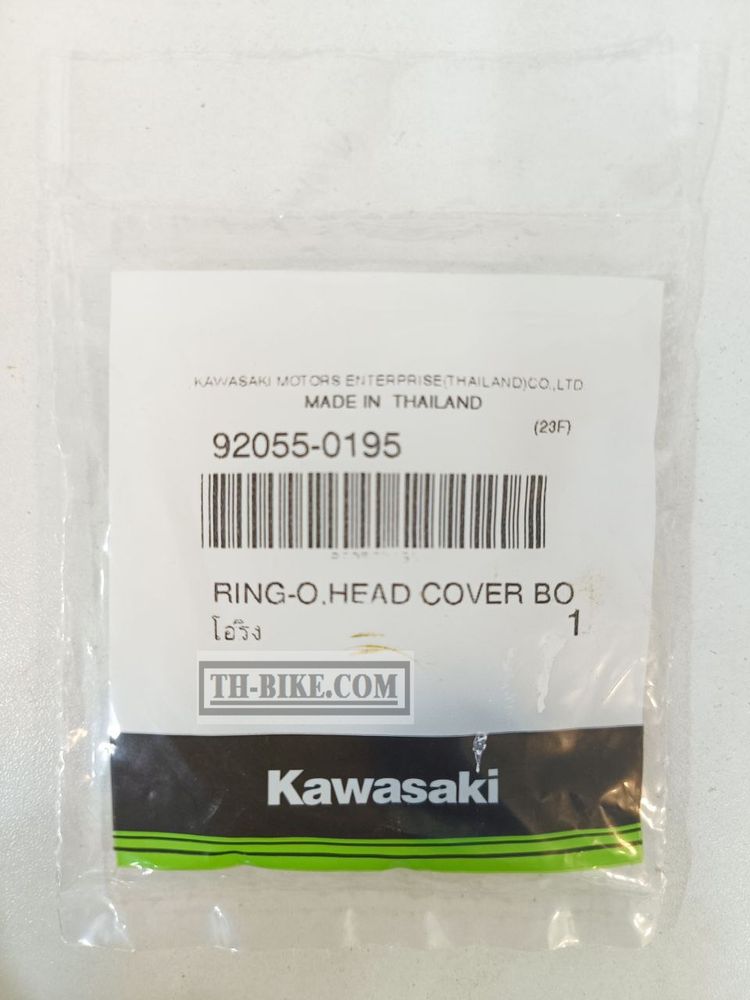 KAWASAKI MOTORS ENTERPRISE(THAILAND)CO.,LTD.
MADE IN THAILAND
(23F)
92055-0195
RING-O,HEAD COVER BO
โอริง
1
TH-BIKE.COM
Kawasaki